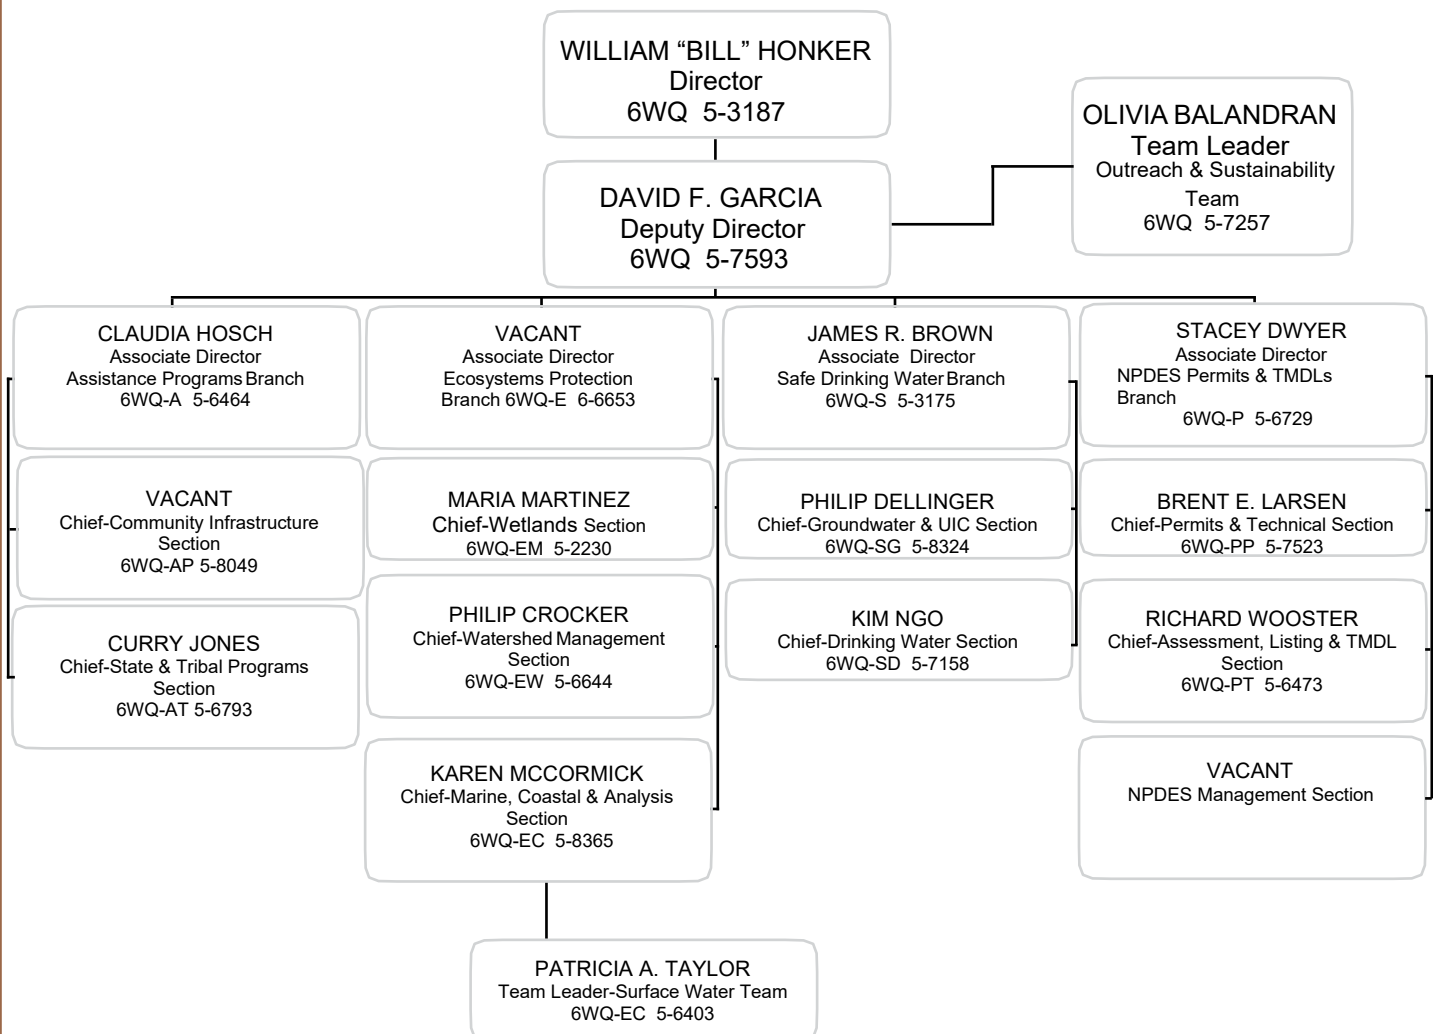 WILLIAM “BILL” HONKER
Director
6WQ 5-3187
OLIVIA BALANDRAN
Team Leader
Outreach & Sustainability
Team
6WQ 5-7257
DAVID F. GARCIA
Deputy Director
6WQ 5-7593
CLAUDIA HOSCH
Associate Director
Assistance Programs Branch
6WQ-A 5-6464
VACANT
Associate Director
Ecosystems Protection
Branch 6WQ-E 6-6653
JAMES R. BROWN
Associate Director
Safe Drinking Water Branch
6WQ-S 5-3175
STACEY DWYER
Associate Director
NPDES Permits & TMDLs
Branch
6WQ-P 5-6729
VACANT
Chief-Community Infrastructure
Section
6WQ-AP 5-8049
MARIA MARTINEZ
Chief-Wetlands Section
6WQ-EM 5-2230
PHILIP DELLINGER
Chief-Groundwater & UIC Section
6WQ-SG 5-8324
BRENT E. LARSEN
Chief-Permits & Technical Section
6WQ-PP 5-7523
CURRY JONES
Chief-State & Tribal Programs
Section
6WQ-AT 5-6793
PHILIP CROCKER
Chief-Watershed Management
Section
6WQ-EW 5-6644
KIM NGO
Chief-Drinking Water Section
6WQ-SD 5-7158
RICHARD WOOSTER
Chief-Assessment, Listing & TMDL
Section
6WQ-PT 5-6473
KAREN MCCORMICK
Chief-Marine, Coastal & Analysis
Section
6WQ-EC 5-8365
VACANT
NPDES Management Section
PATRICIA A. TAYLOR
Team Leader-Surface Water Team
6WQ-EC 5-6403